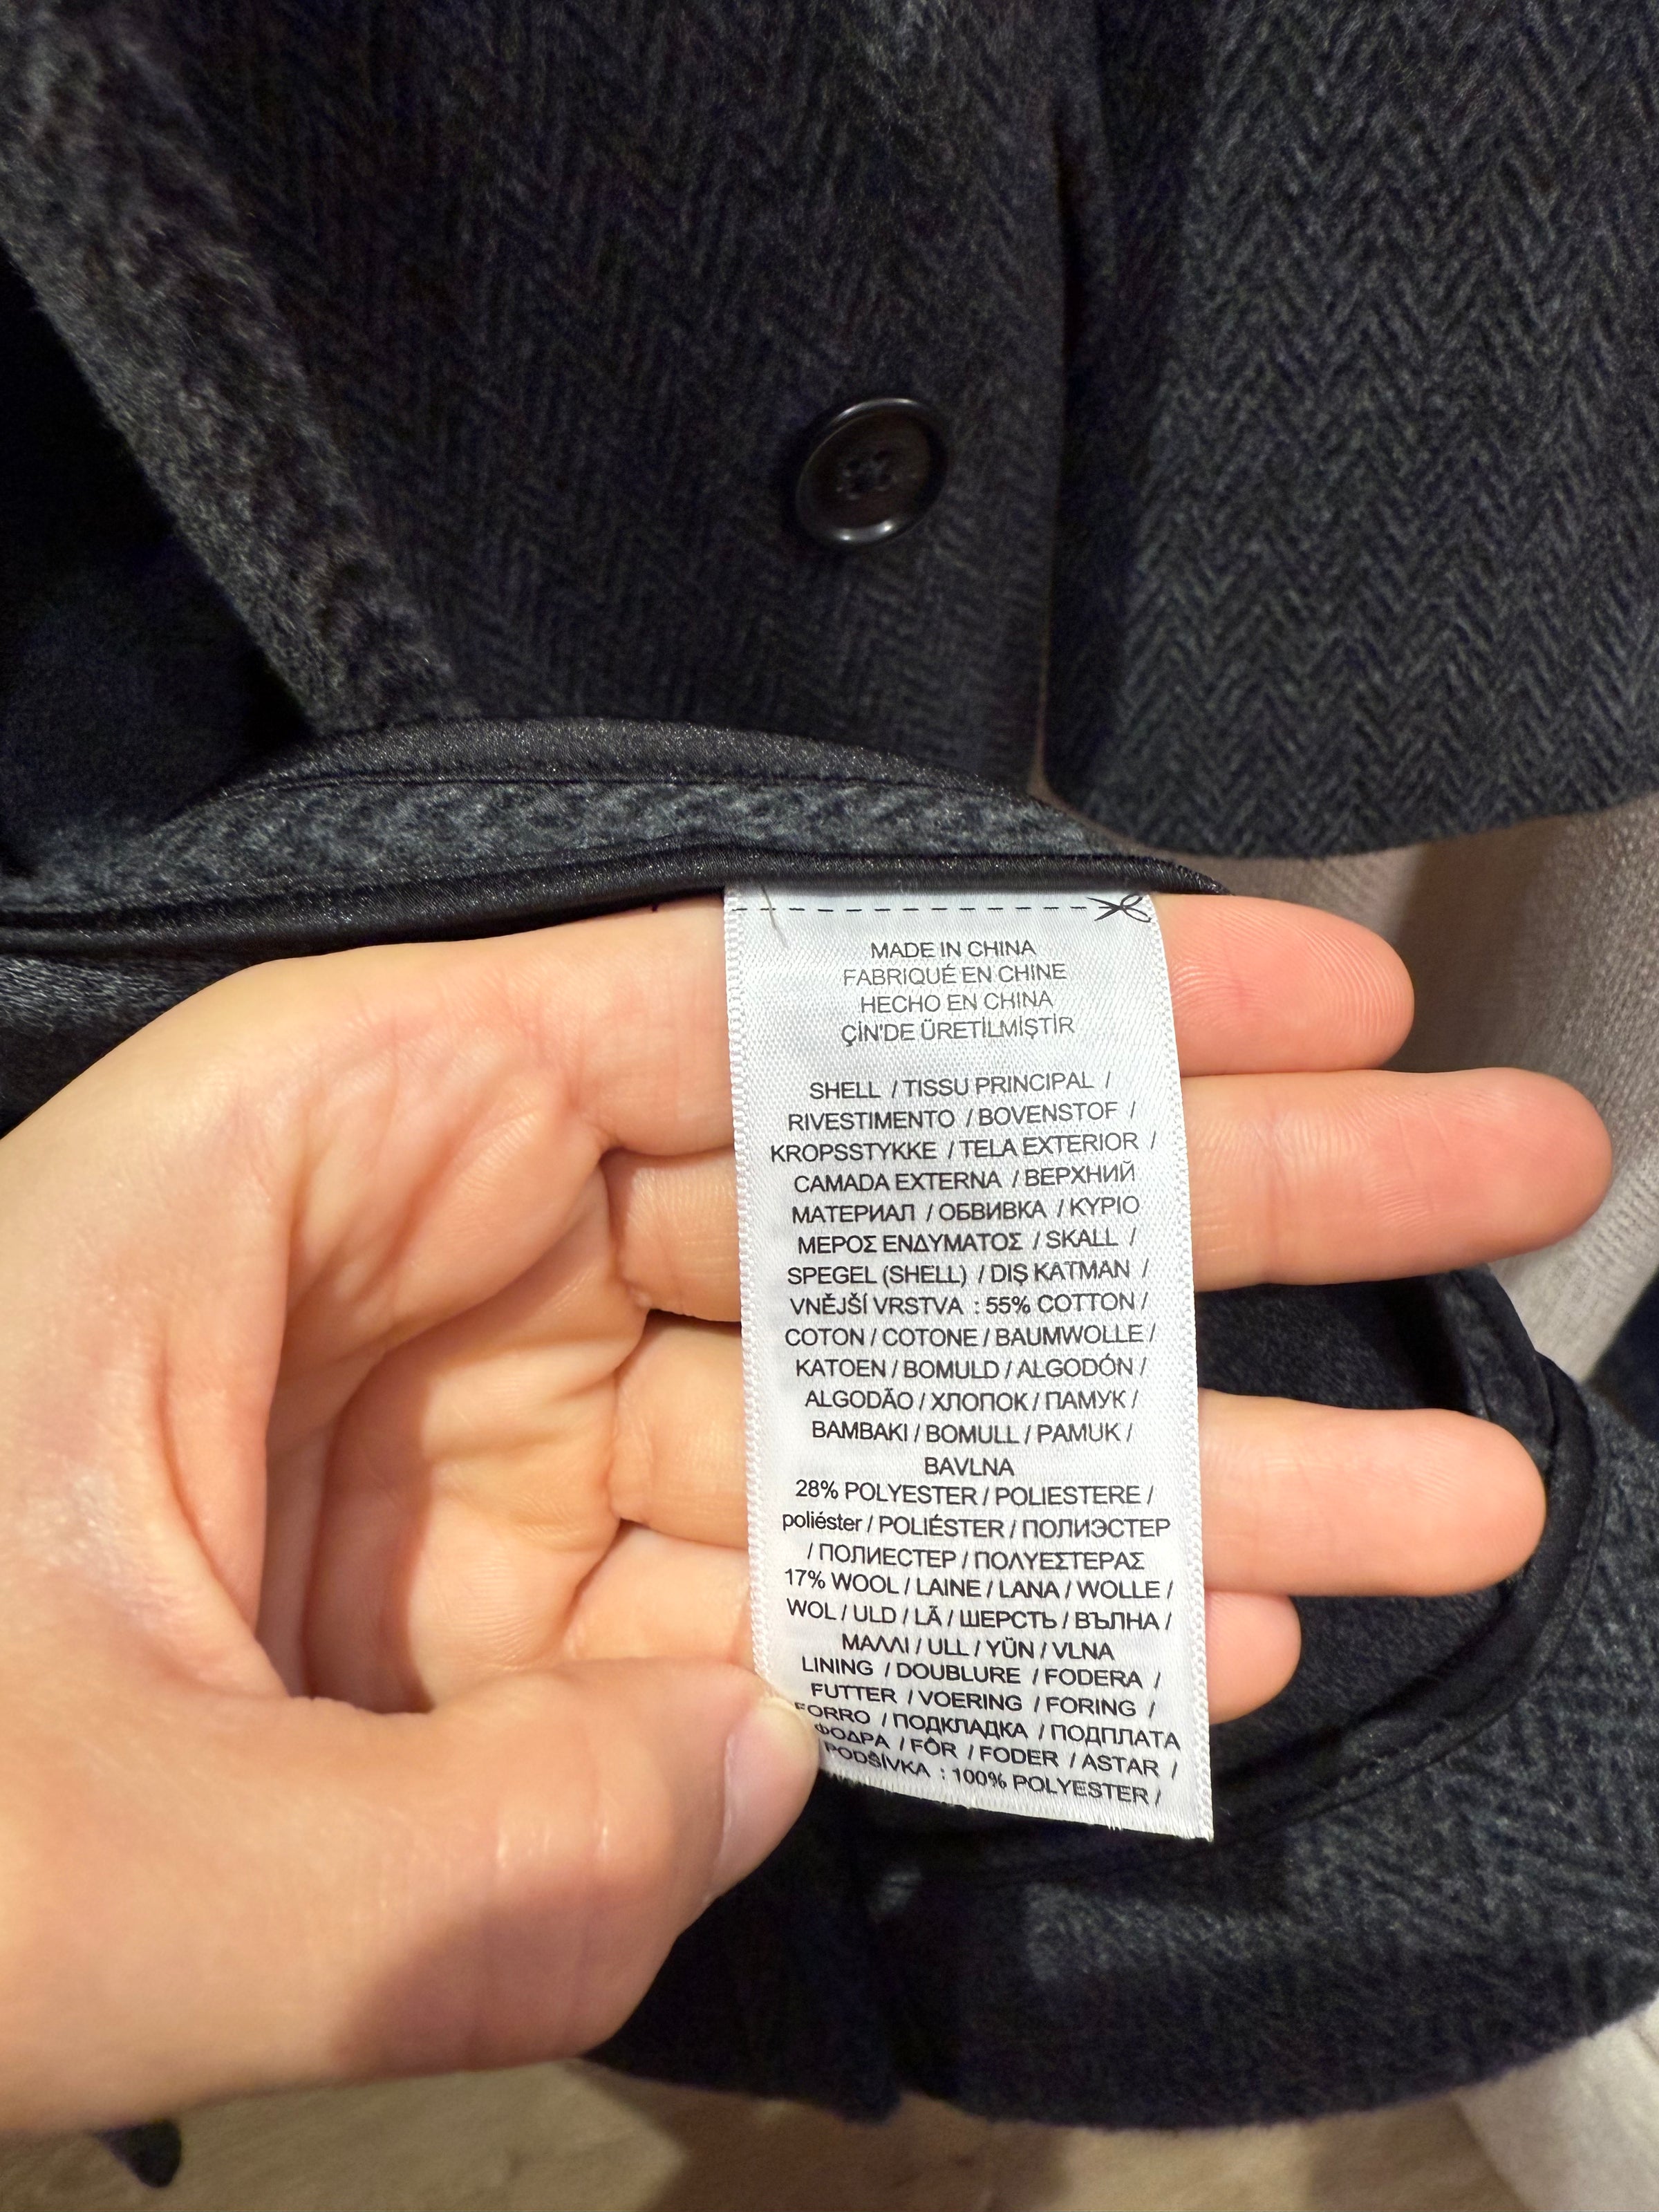 MADE IN CHINA
FABRIQUÉ EN CHINE
HECHO EN CHINA
ÇİN'DE ÜRETİLMİŞTİR
SHELL / TISSU PRINCIPAL /
RIVESTIMENTO / BOVENSTOF /
KROPSSTYKKE / TELA EXTERIOR /
CAMADA EXTERNA / ВЕРХНИЙ
МАТЕРИАЛ / ОБВИВКА / ΚΥΡΙΟ
ΜΕΡΟΣ ΕΝΔΥΜΑΤΟΣ / SKALL /
SPEGEL (SHELL) / DIŞ KATMAN /
VNĚJŠÍ VRSTVA : 55% COTTON /
COTON / COTONE / BAUMWOLLE /
KATOEN / BOMULD / ALGODÓN /
ALGODÃO / ХЛОПОК / ПАМУК /
ΒΑΜΒΑΚΙ / BOMULL / PAMUK /
BAVLNA
28% POLYESTER / POLIESTERE /
poliéster / POLIÉSTER / ПОЛИЭСТЕР
/ ПОЛИЕСТЕР / ΠΟΛΥΕΣΤΕΡΑΣ
17% WOOL / LAINE / LANA / WOLLE /
WOL / ULD / LÃ / ШЕРСТЬ / ВЪЛНА /
ΜΑΛΛΙ / ULL / YÜN / VLNA
LINING / DOUBLURE / FODERA /
FUTTER / VOERING / FORING /
FORRO / ПОДКЛАДКА / ПОДПЛАТА
ΦΟΔΡΑ / FÔR / FODER / ASTAR /
PODŠÍVKA : 100% POLYESTER /